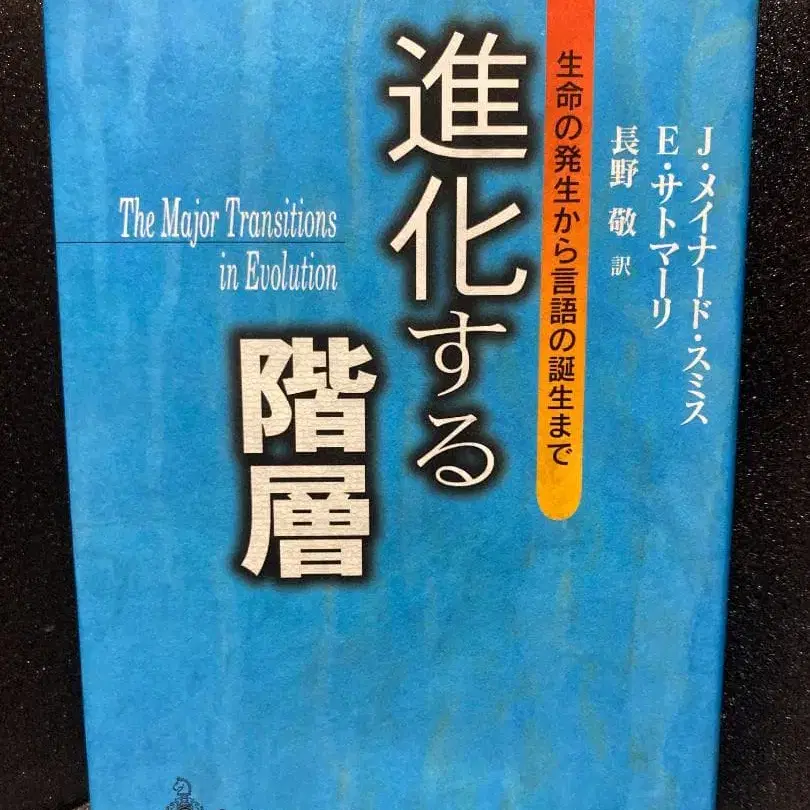 J・メイナード・スミス
E・サトマーリ
長野 敬 訳
生命の発生から言語の誕生まで
進化する
階層
The Major Transitions
in Evolution